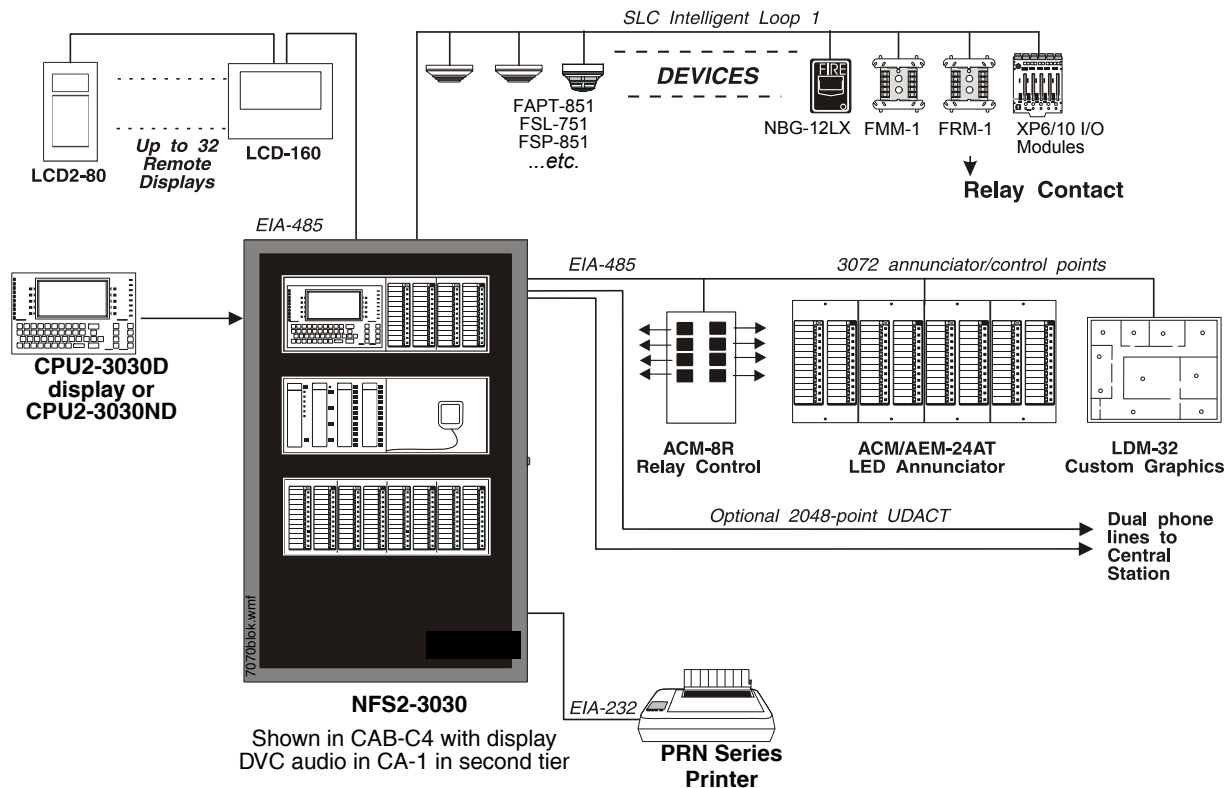 SLC Intelligent Loop 1
DEVICES
FIRE
FAPT-851
FSL-751
FSP-851
...etc.
NBG-12LX
FMM-1
FRM-1
XP6/10 I/O
Modules
Relay Contact
LCD2-80
Up to 32
Remote
Displays
LCD-160
EIA-485
EIA-485
3072 annunciator/control points
CPU2-3030D
display or
CPU2-3030ND
ACM-8R
Relay Control
ACM/AEM-24AT
LED Annunciator
LDM-32
Custom Graphics
Optional 2048-point UDACT
Dual phone
lines to
Central
Station
7070blok.wmf
NFS2-3030
Shown in CAB-C4 with display
DVC audio in CA-1 in second tier
EIA-232
PRN Series
Printer